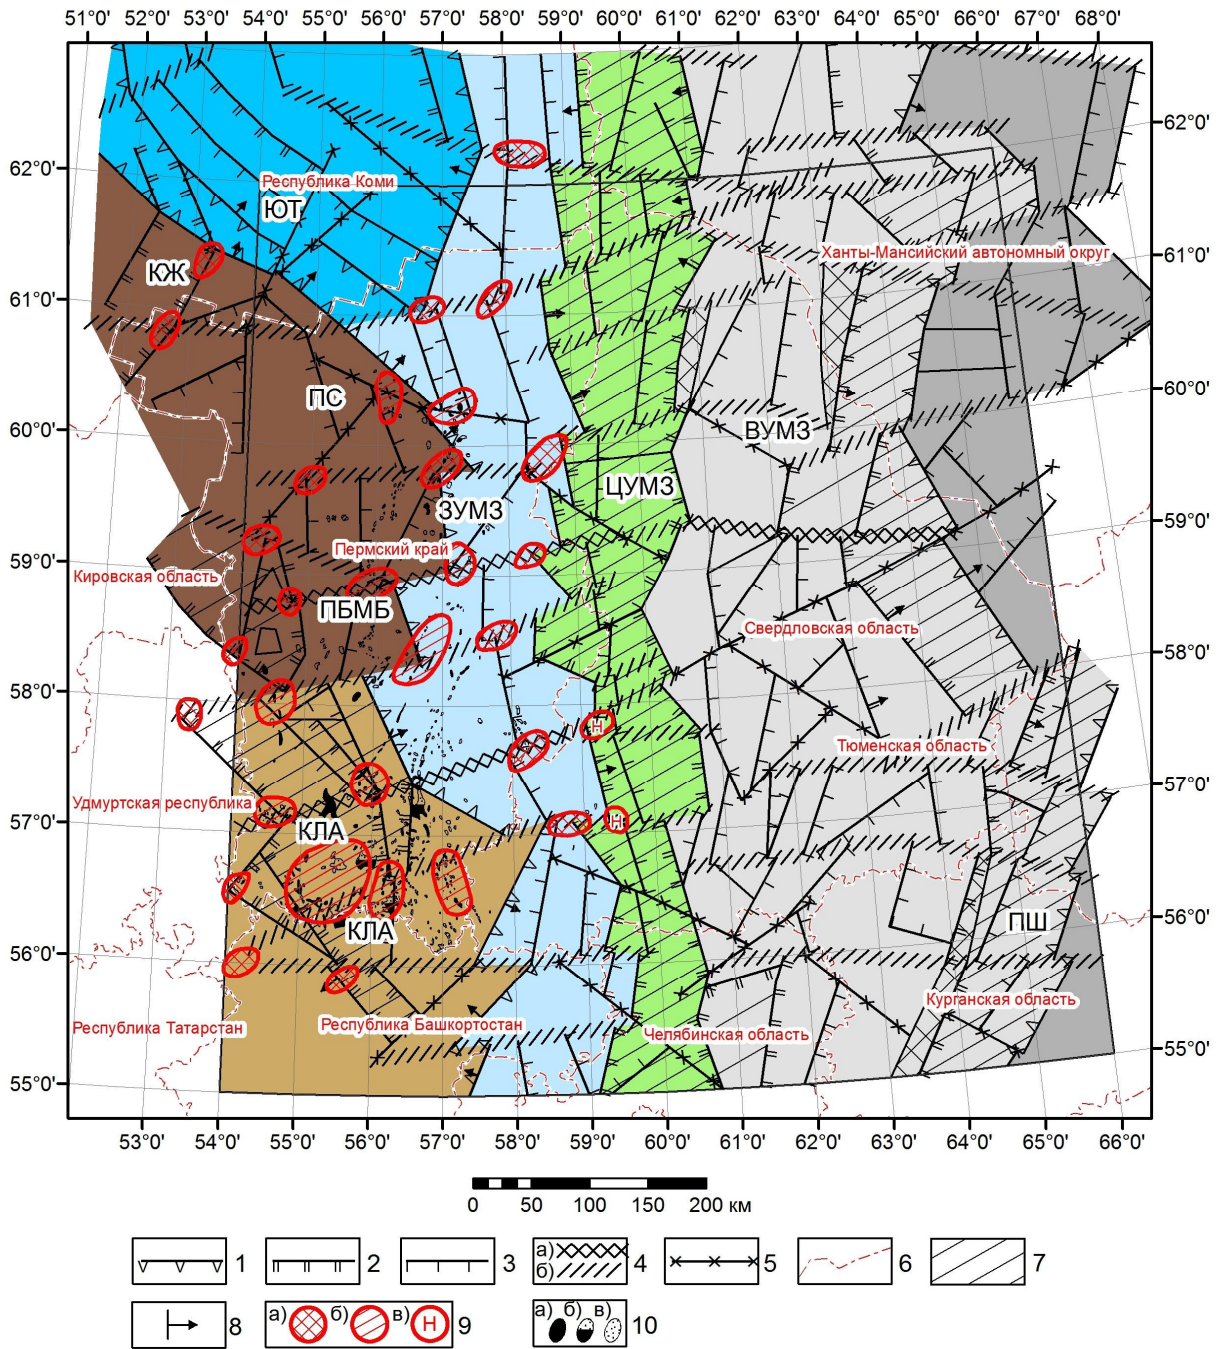 51°0' 52°0' 53°0' 54°0' 55°0' 56°0' 57°0' 58°0' 59°0' 60°0' 61°0' 62°0' 63°0' 64°0' 65°0' 66°0' 67°0' 68°0'
62°0'
62°0'
Республика Коми
ЮТ
Ханты-Мансийский автономный округ
61°0'
КЖ
61°0'
60°0'
ПС
60°0'
ВУМЗ
ЦУМЗ
ЗУМЗ
59°0'
Пермский край
59°0'
Кировская область
ПБМБ
Свердловская область
58°0'
58°0'
Н
Тюменская область
57°0'
Удмуртская республика
57°0'
Н
КЛА
56°0'
ПШ
КЛА
56°0'
Курганская область
Республика Татарстан
Республика Башкортостан
Челябинская область
55°0'
55°0'
53°0' 54°0' 55°0' 56°0' 57°0' 58°0' 59°0' 60°0' 61°0' 62°0' 63°0' 64°0' 65°0' 66°0'
0 50 100 150 200 км
1 2 3 а) б) 4 5 6 7
8 а) б) в) Н 9 а) б) в) 10